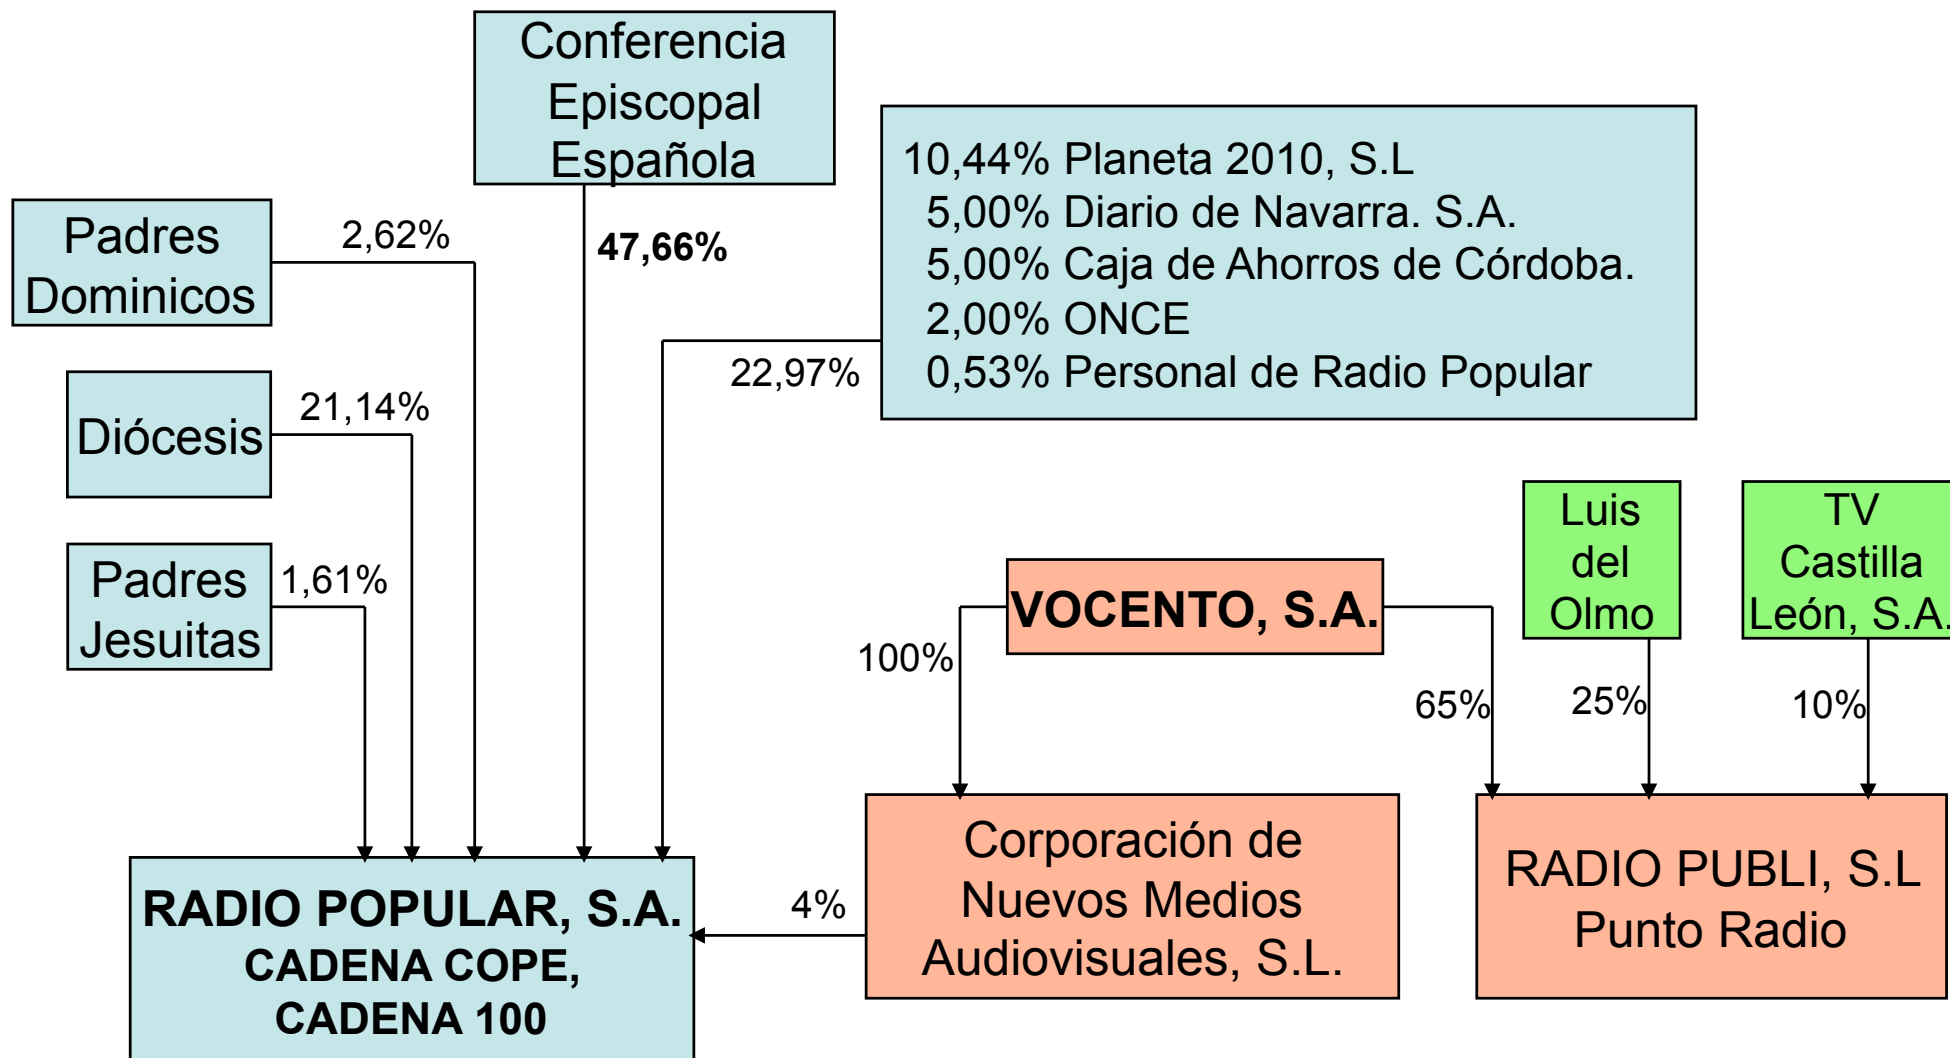 Conferencia
Episcopal
Española
10,44% Planeta 2010, S.L
5,00% Diario de Navarra. S.A.
5,00% Caja de Ahorros de Córdoba.
2,00% ONCE
0,53% Personal de Radio Popular
Padres
Dominicos
2,62%
47,66%
22,97%
Diócesis
21,14%
Padres
Jesuitas
1,61%
VOCENTO, S.A.
Luis
del
Olmo
TV
Castilla
León, S.A.
100%
65%
25%
10%
RADIO POPULAR, S.A.
CADENA COPE,
CADENA 100
4%
Corporación de
Nuevos Medios
Audiovisuales, S.L.
RADIO PUBLI, S.L
Punto Radio